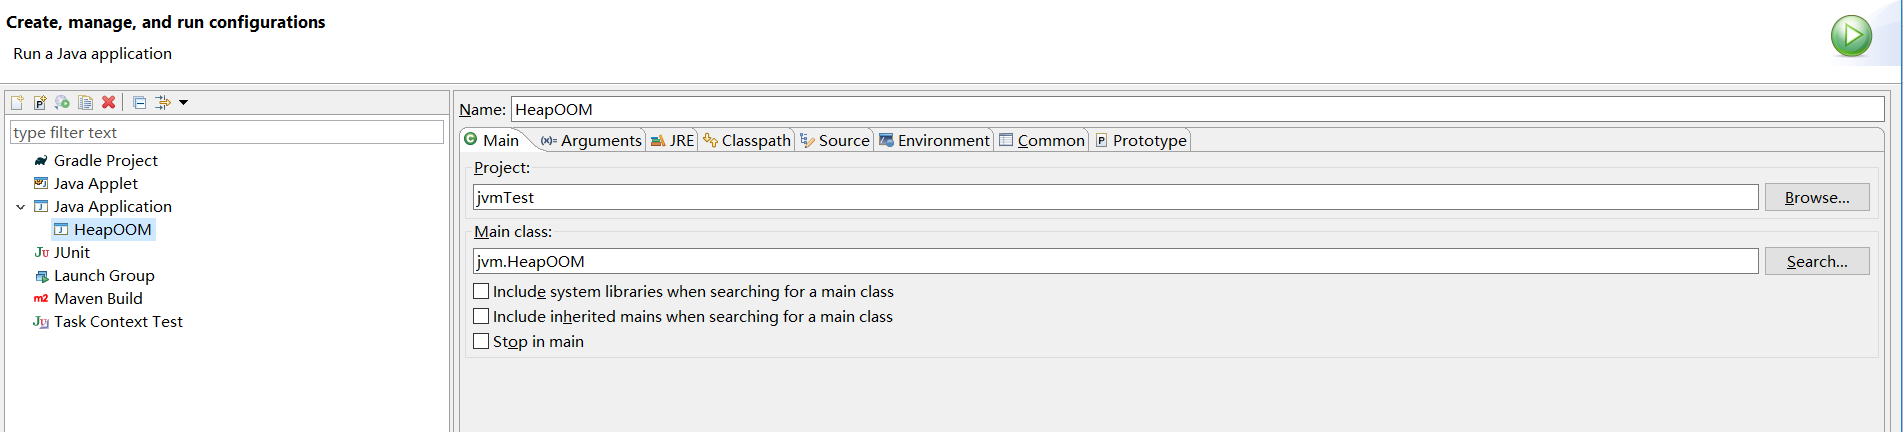 Create, manage, and run configurations
Run a Java application
type filter text
Gradle Project
Java Applet
Java Application
HeapOOM
JUnit
Launch Group
Maven Build
Task Context Test
Name: HeapOOM
Main Arguments JRE Classpath Source Environment Common Prototype
Project:
jvmTest Browse...
Main class:
jvm.HeapOOM Search...
Include system libraries when searching for a main class
Include inherited mains when searching for a main class
Stop in main